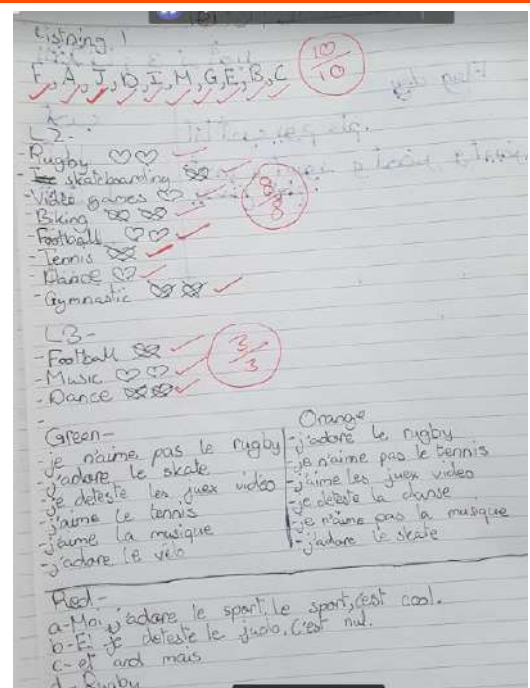 Listning 1
F, A, J, D, I, M, G, E, B, C
10/10
L2-
- Rugby
- skateboarding
- Video games
- Biking
- Football
- Tennis
- Dance
- Gymnastic
8/8
L3-
- Football
- Music
- Dance
3/3
Green-
- je n'aime pas le rugby
- j'adore le skate
- je deteste les juex vidéo
- j'aime le tennis
- j'aime la musique
- j'adore le vélo
Orange
- j'adore le rugby
- je n'aime pas le tennis
- j'aime les juex video
- je deteste la danse
- je n'aime pas la musique
- j'adore le skate
Red-
a- Moi, j'adore le sport, le sport, c'est cool.
b- Et je deteste le judo, c'est nul.
c- et and mais
d- Rugby